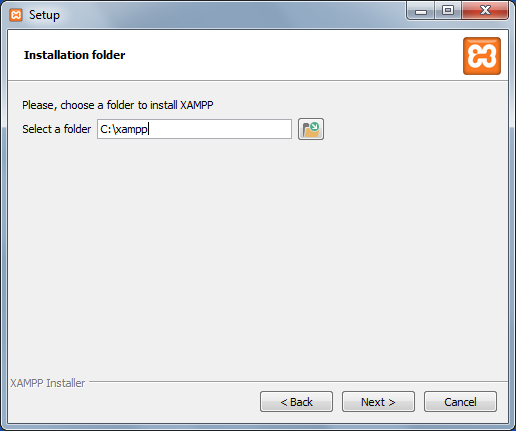 Setup
Installation folder
Please, choose a folder to install XAMPP
Select a folder C:\xampp
XAMPP Installer
< Back Next > Cancel